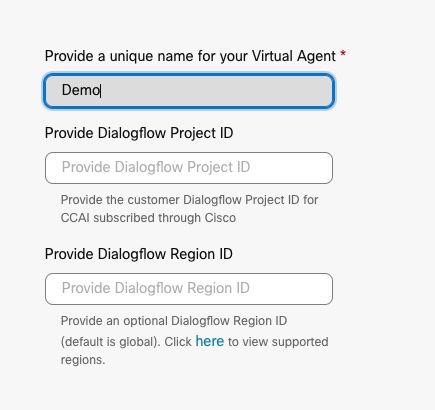 Provide a unique name for your Virtual Agent *
Demo
Provide Dialogflow Project ID
Provide Dialogflow Project ID
Provide the customer Dialogflow Project ID for
CCAI subscribed through Cisco
Provide Dialogflow Region ID
Provide Dialogflow Region ID
Provide an optional Dialogflow Region ID
(default is global). Click here to view supported
regions.